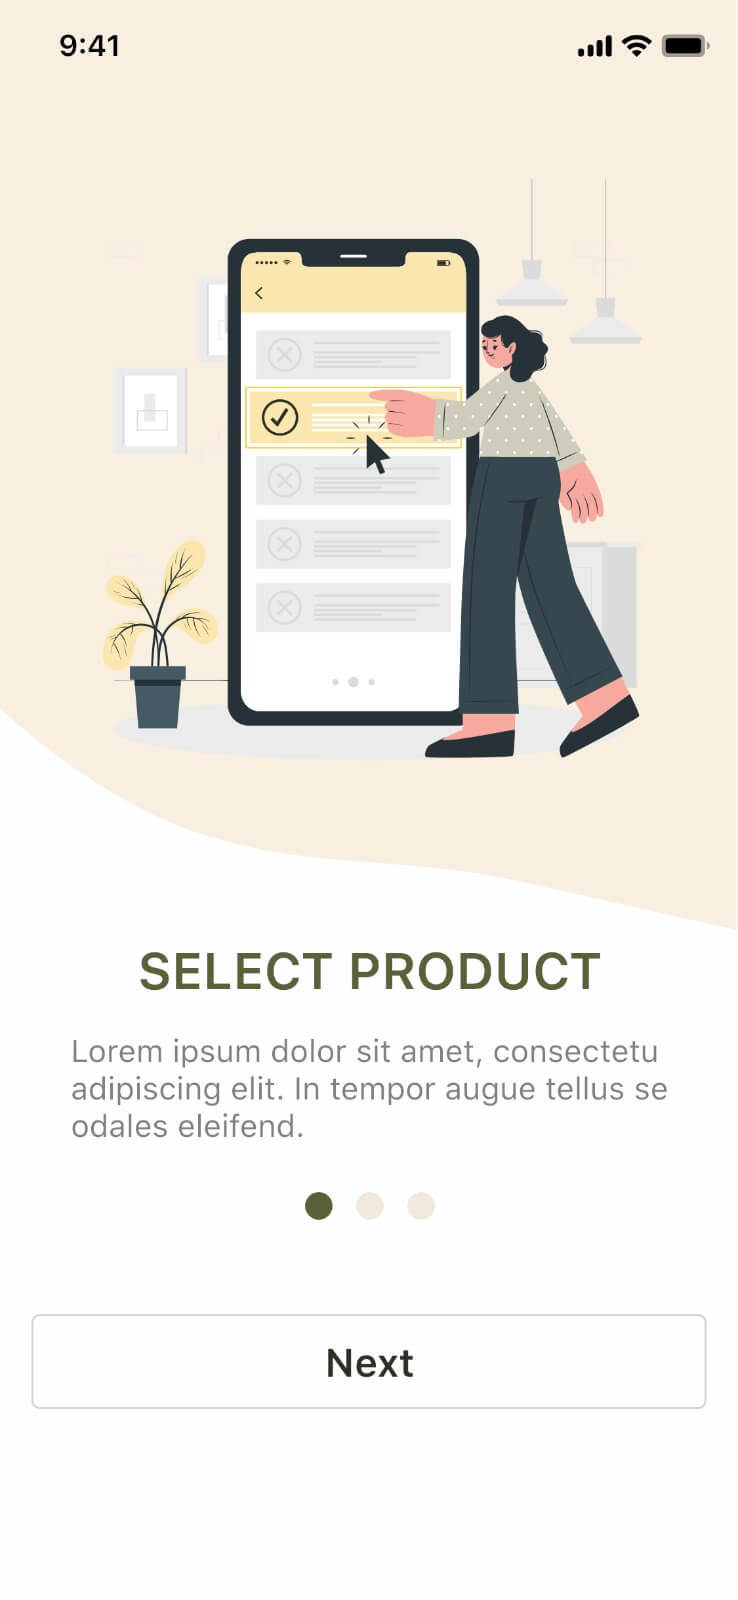 9:41
SELECT PRODUCT
Lorem ipsum dolor sit amet, consectetu
adipiscing elit. In tempor augue tellus se
odales eleifend.
Next